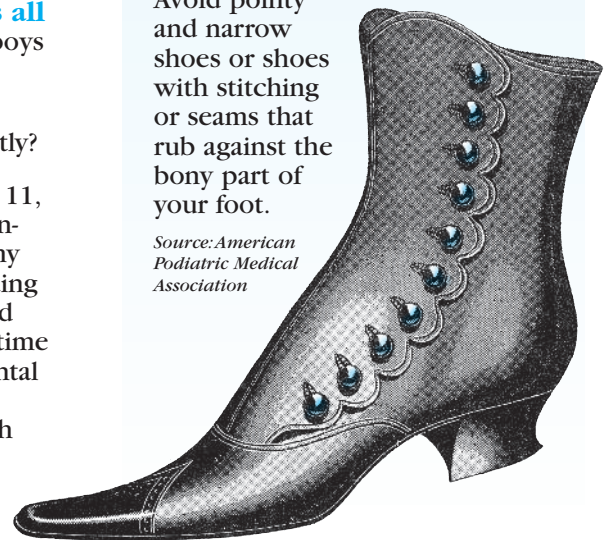 s all
boys
tly?
11,
n-
ny
ing
d
time
ntal
h
Avoid pointy
and narrow
shoes or shoes
with stitching
or seams that
rub against the
bony part of
your foot.
Source: American
Podiatric Medical
Association